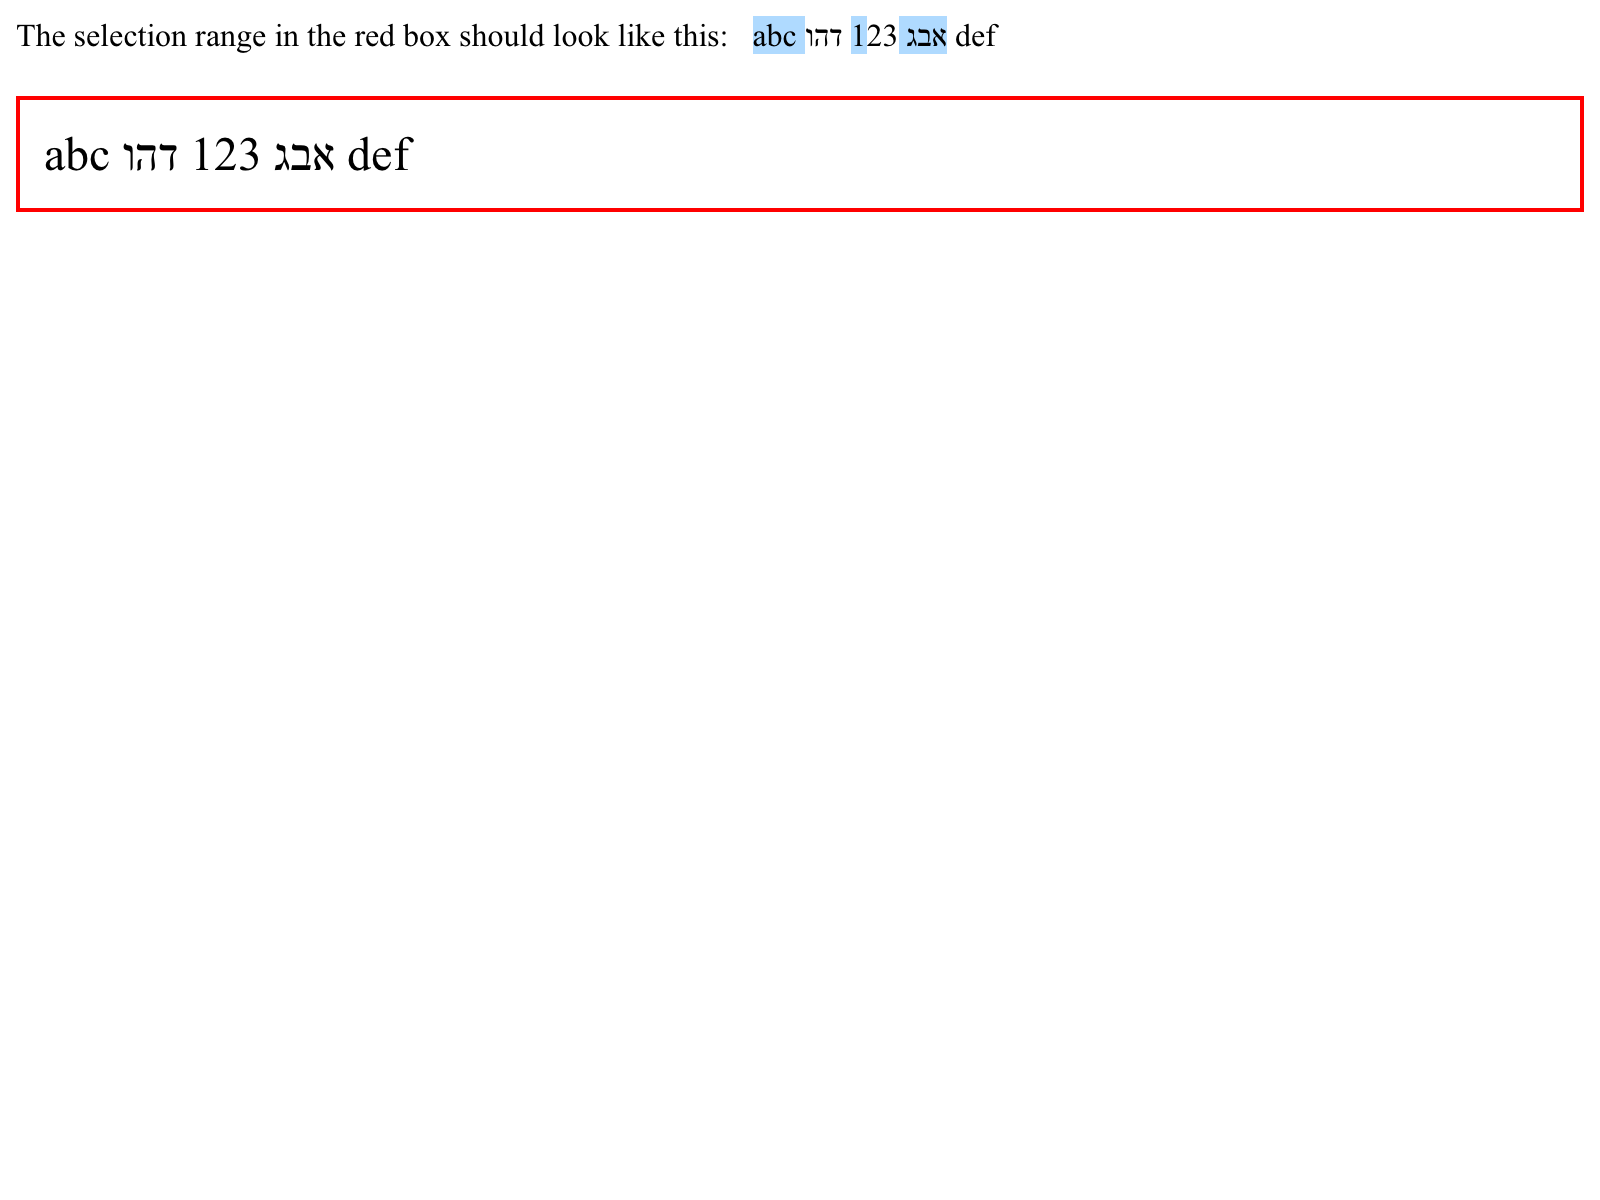 The selection range in the red box should look like this: abc אבג 123 דהו def
abc אבג 123 דהו def